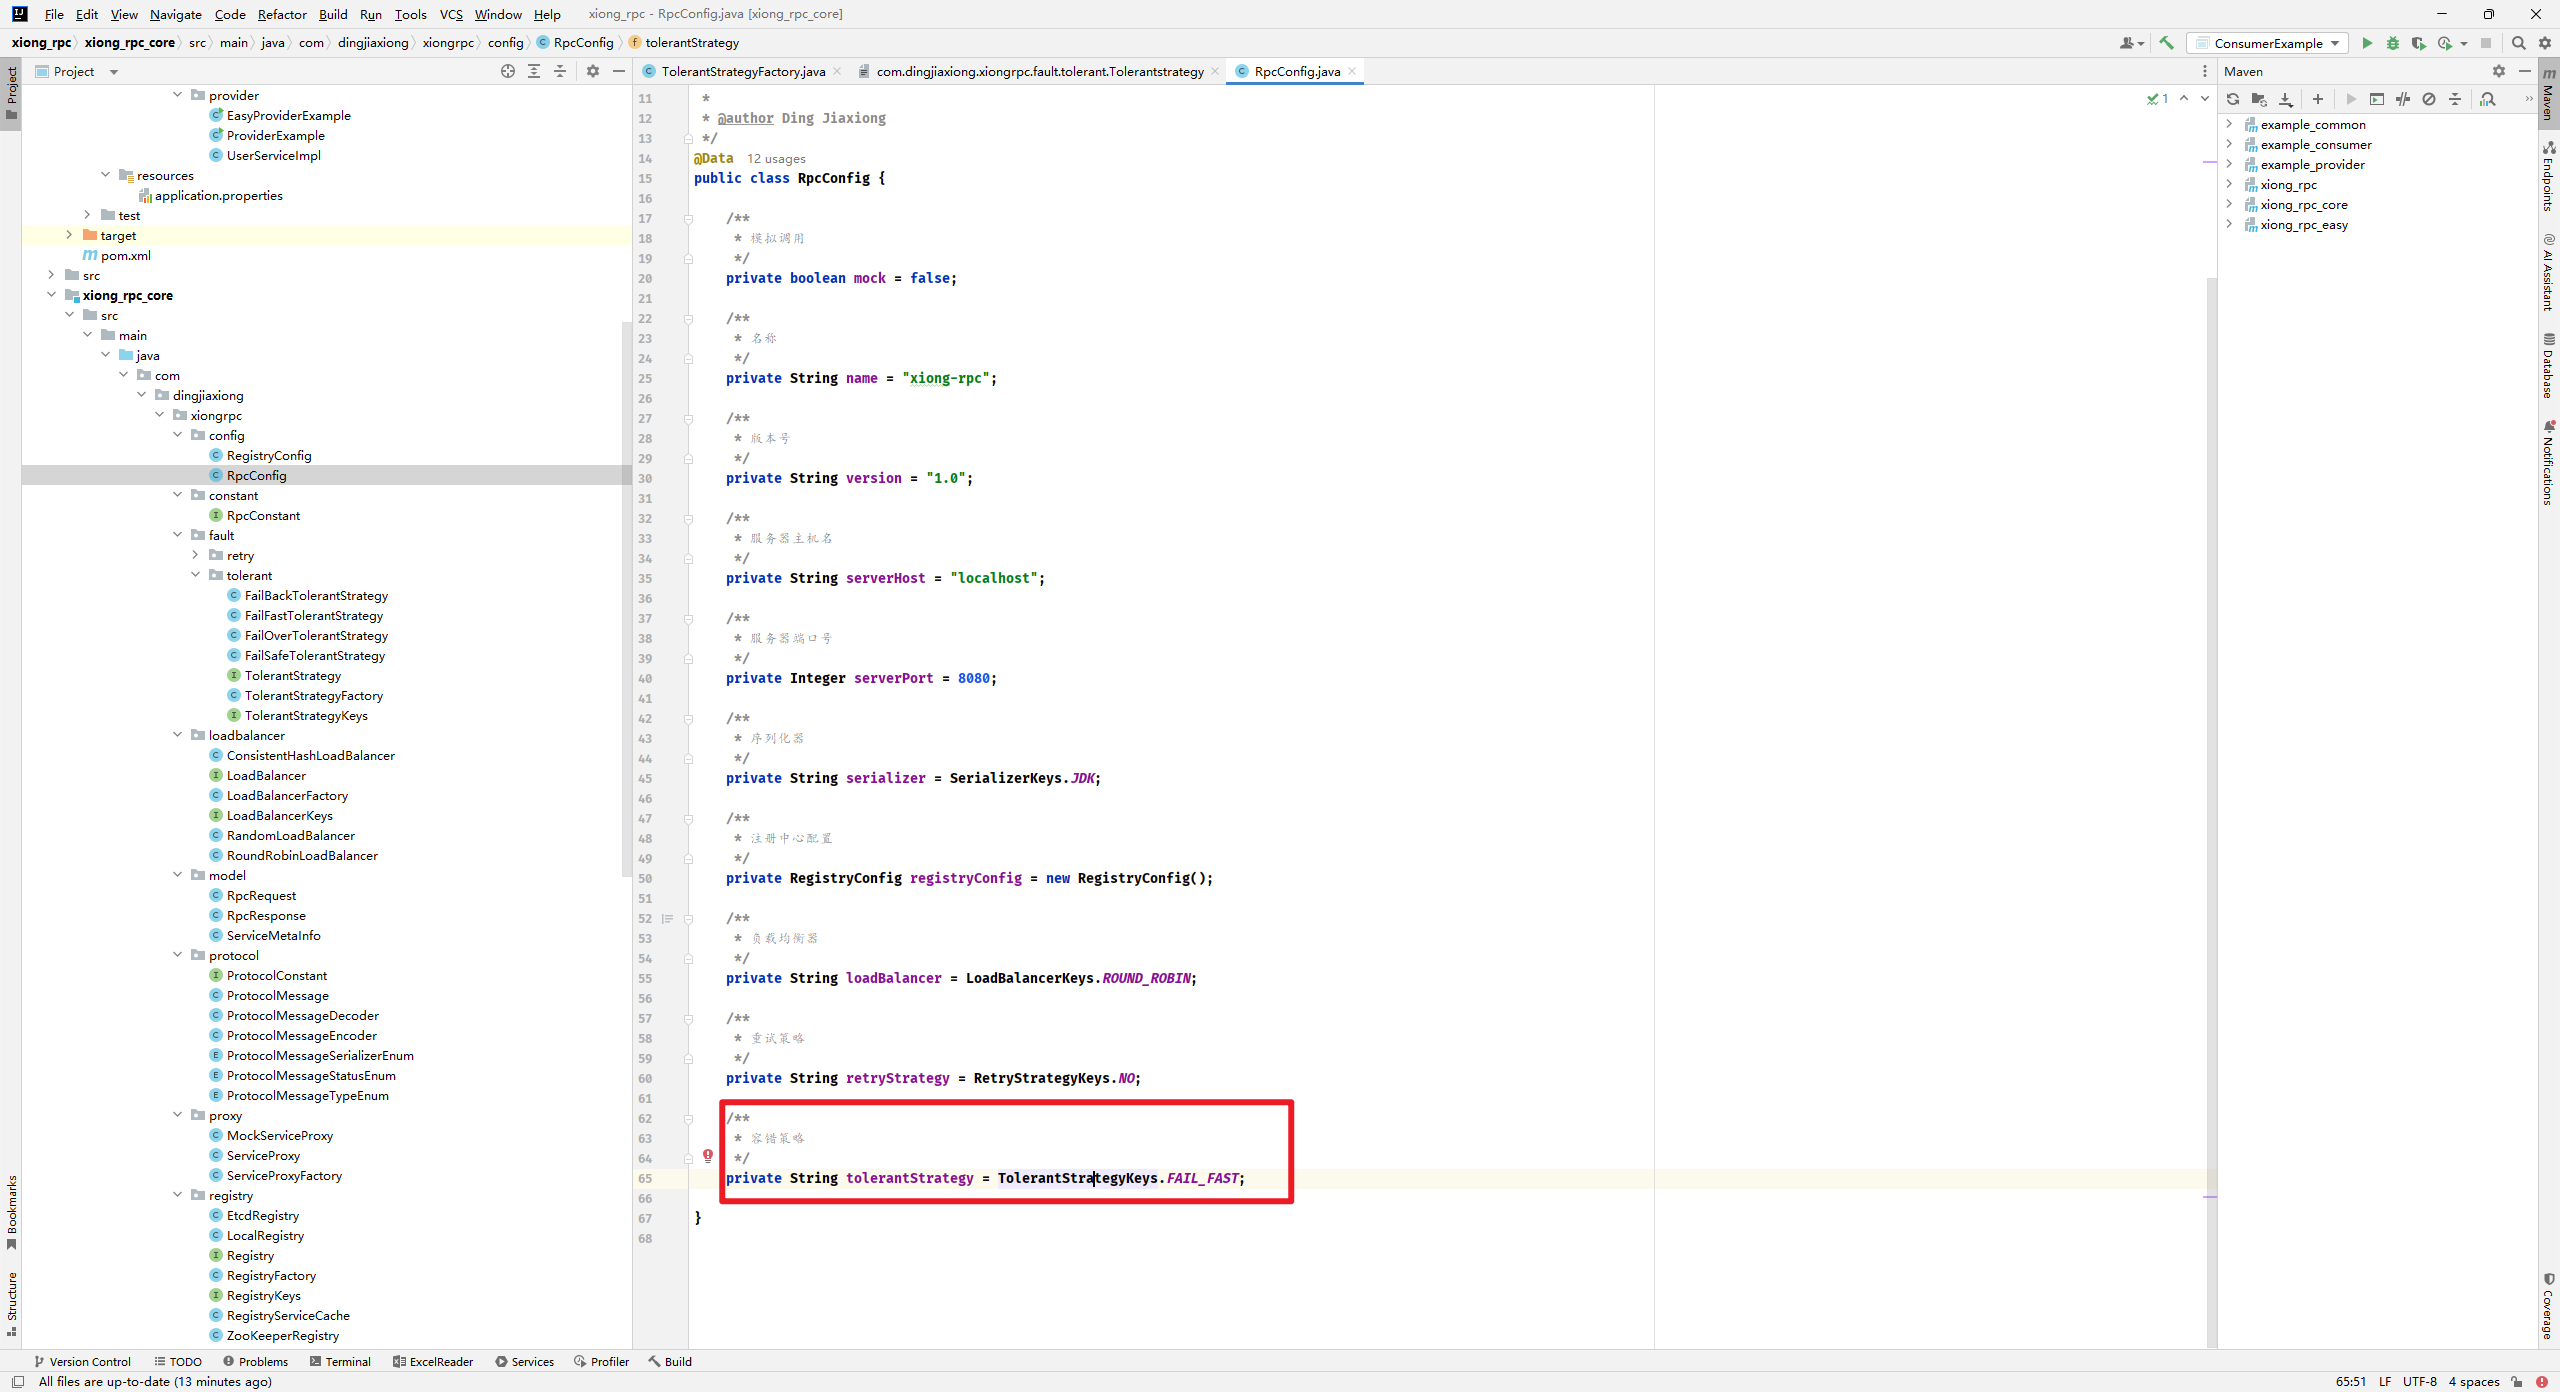 File Edit View Navigate Code Refactor Build Run Tools VCS Window Help xiong_rpc - RpcConfig.java [xiong_rpc_core]
xiong_rpc xiong_rpc_core src main java com dingjiaxiong xiongrpc config RpcConfig tolerantStrategy ConsumerExample
Project
Project
provider
EasyProviderExample
ProviderExample
UserServiceImpl
resources
application.properties
test
target
pom.xml
src
xiong_rpc_core
src
main
java
com
dingjiaxiong
xiongrpc
config
RegistryConfig
RpcConfig
constant
RpcConstant
fault
retry
tolerant
FailBackTolerantStrategy
FailFastTolerantStrategy
FailOverTolerantStrategy
FailSafeTolerantStrategy
TolerantStrategy
TolerantStrategyFactory
TolerantStrategyKeys
loadbalancer
ConsistentHashLoadBalancer
LoadBalancer
LoadBalancerFactory
LoadBalancerKeys
RandomLoadBalancer
RoundRobinLoadBalancer
model
RpcRequest
RpcResponse
ServiceMetaInfo
protocol
ProtocolConstant
ProtocolMessage
ProtocolMessageDecoder
ProtocolMessageEncoder
ProtocolMessageSerializerEnum
ProtocolMessageStatusEnum
ProtocolMessageTypeEnum
proxy
MockServiceProxy
ServiceProxy
ServiceProxyFactory
registry
EtcdRegistry
LocalRegistry
Registry
RegistryFactory
RegistryKeys
RegistryServiceCache
ZooKeeperRegistry
Bookmarks
Structure
TolerantStrategyFactory.java com.dingjiaxiong.xiongrpc.fault.tolerant.Tolerantstrategy RpcConfig.java
1
11 *
12 * @author Ding Jiaxiong
13 */
14 @Data 12 usages
15 public class RpcConfig {
16
17 /**
18 * 模拟调用
19 */
20 private boolean mock = false;
21
22 /**
23 * 名称
24 */
25 private String name = "xiong-rpc";
26
27 /**
28 * 版本号
29 */
30 private String version = "1.0";
31
32 /**
33 * 服务器主机名
34 */
35 private String serverHost = "localhost";
36
37 /**
38 * 服务器端口号
39 */
40 private Integer serverPort = 8080;
41
42 /**
43 * 序列化器
44 */
45 private String serializer = SerializerKeys.JDK;
46
47 /**
48 * 注册中心配置
49 */
50 private RegistryConfig registryConfig = new RegistryConfig();
51
52 /**
53 * 负载均衡器
54 */
55 private String loadBalancer = LoadBalancerKeys.ROUND_ROBIN;
56
57 /**
58 * 重试策略
59 */
60 private String retryStrategy = RetryStrategyKeys.NO;
61
62 /**
63 * 容错策略
64 */
65 private String tolerantStrategy = TolerantStrategyKeys.FAIL_FAST;
66
67 }
68
Maven
example_common
example_consumer
example_provider
xiong_rpc
xiong_rpc_core
xiong_rpc_easy
Maven
Endpoints
AI Assistant
Database
Notifications
Coverage
Version Control TODO Problems Terminal ExcelReader Services Profiler Build
All files are up-to-date (13 minutes ago) 65:51 LF UTF-8 4 spaces